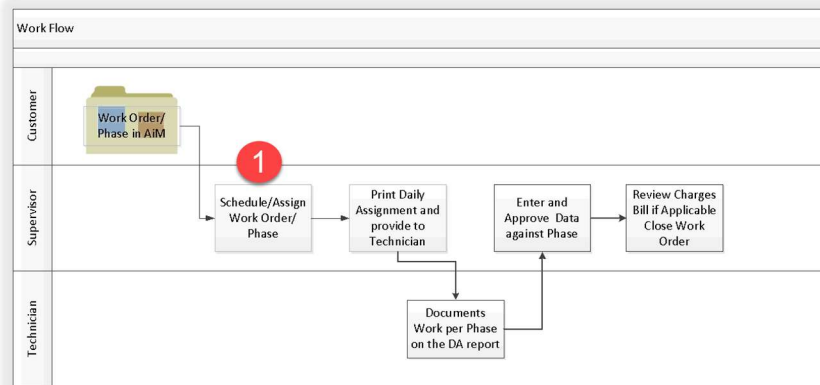 Work Flow
Customer
Work Order/
Phase in AiM
1
Supervisor
Schedule/Assign
Work Order/
Phase
Print Daily
Assignment and
provide to
Technician
Enter and
Approve Data
against Phase
Review Charges
Bill if Applicable
Close Work
Order
Technician
Documents
Work per Phase
on the DA report